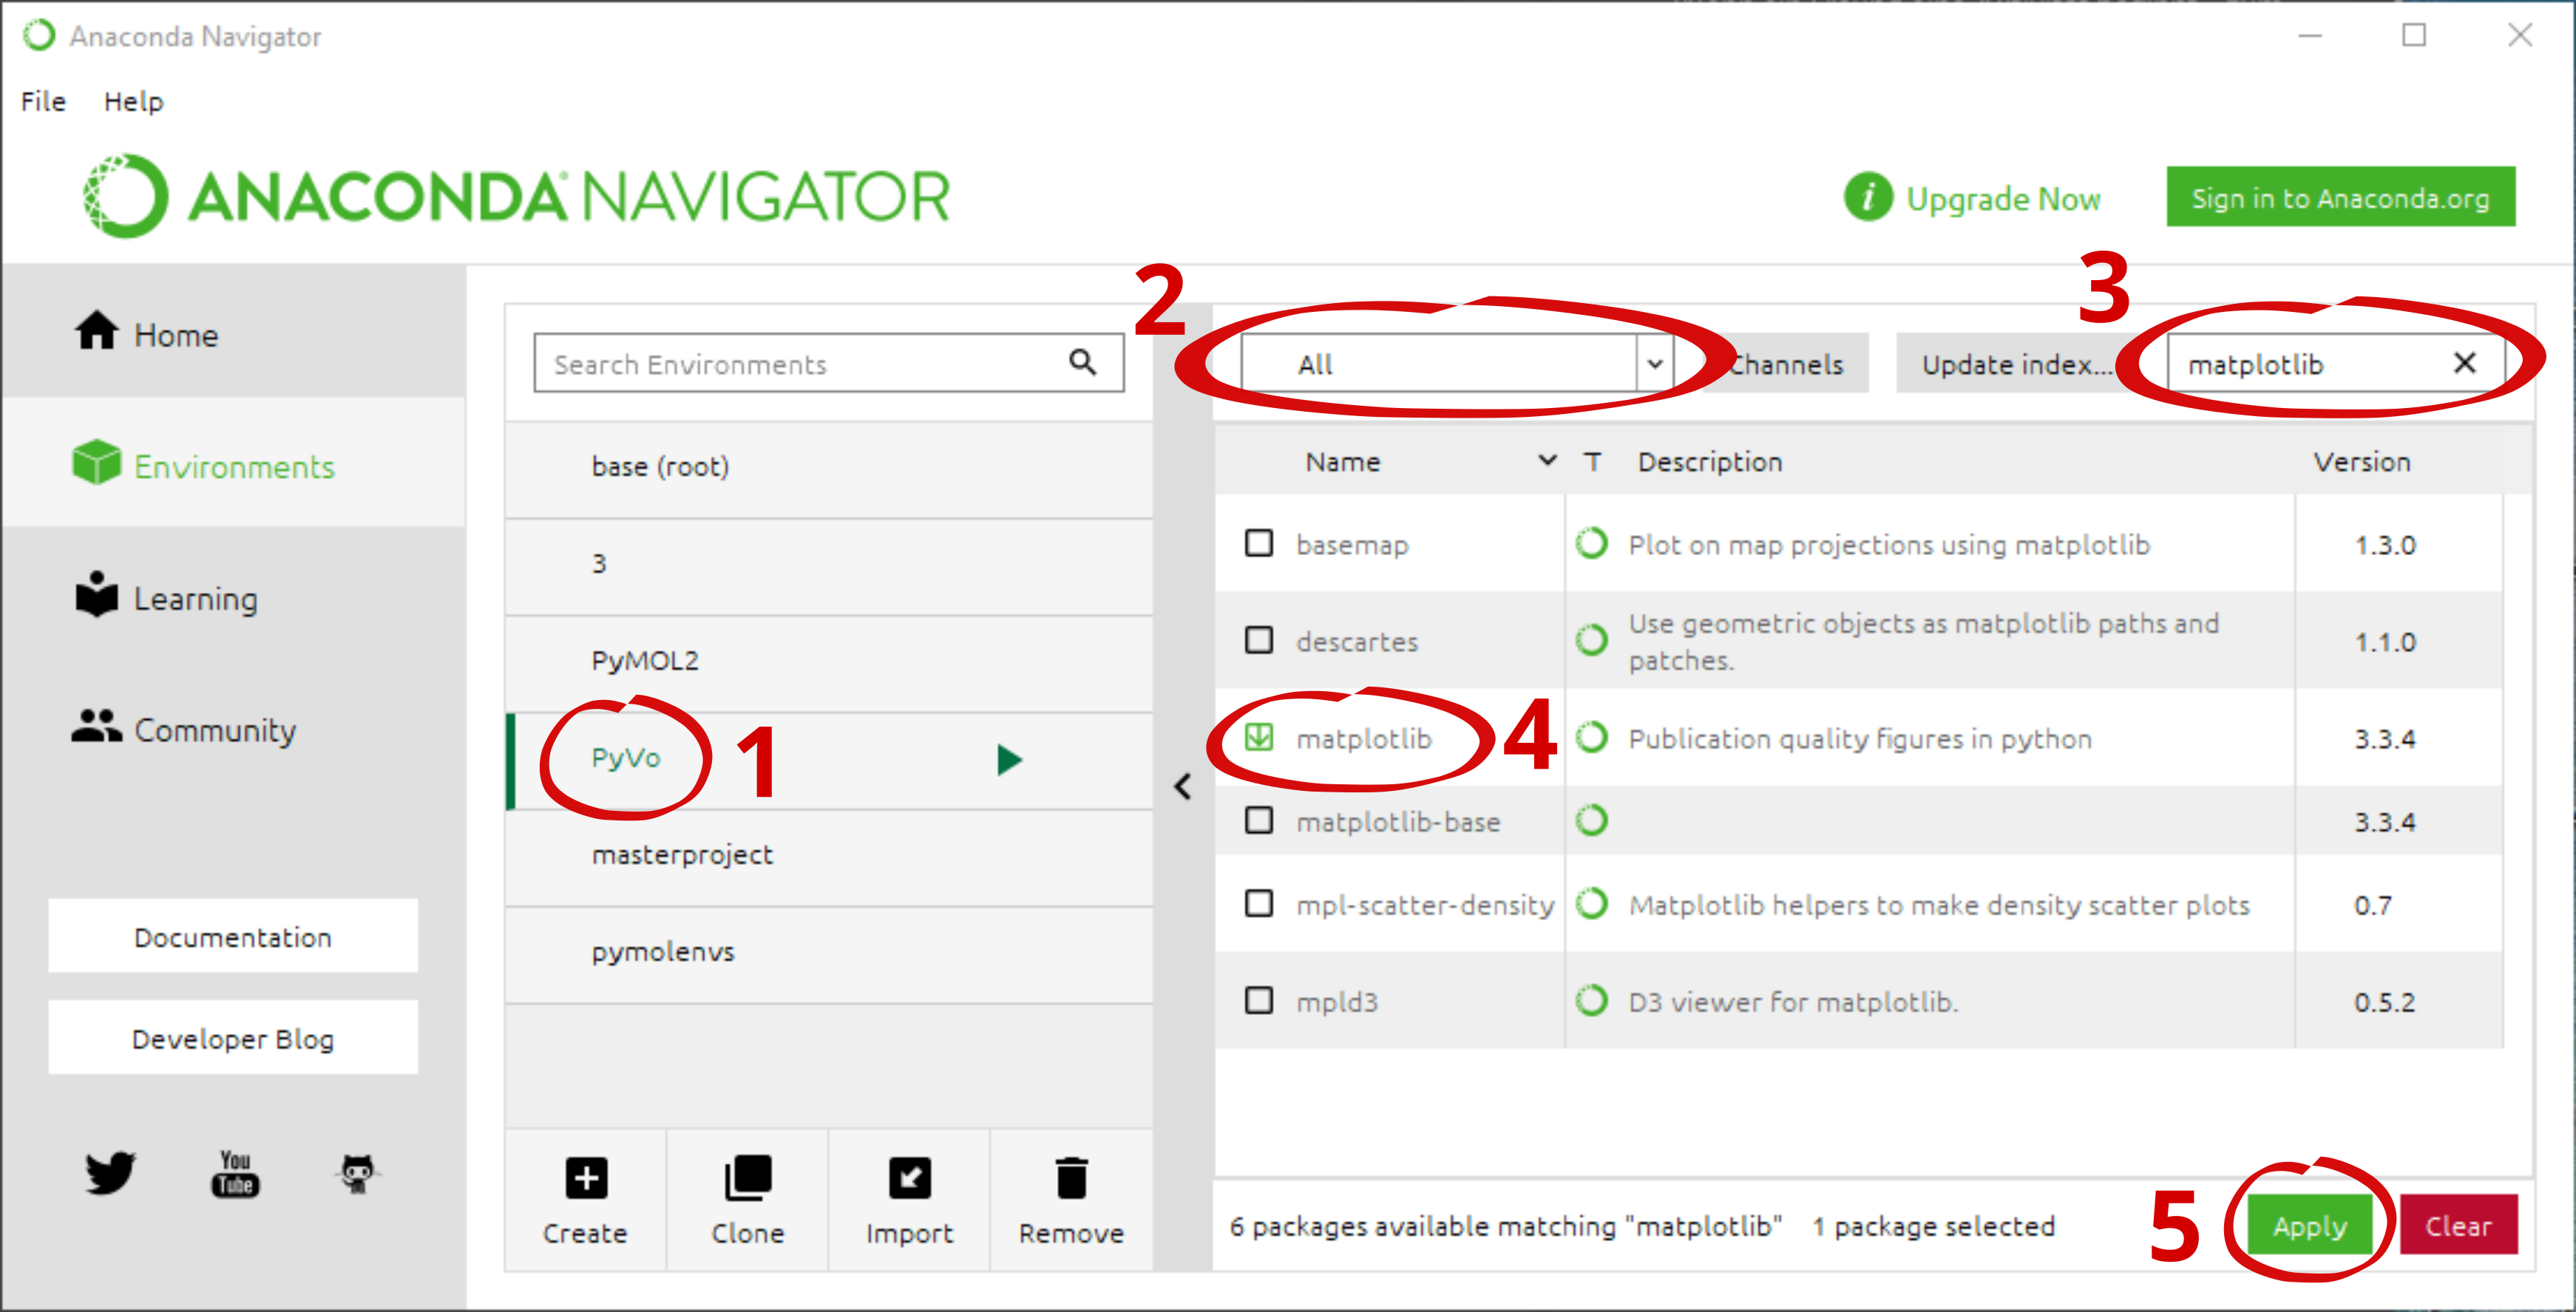 Anaconda Navigator
File Help
ANACONDA NAVIGATOR
Upgrade Now
Sign in to Anaconda.org
Home
Environments
Learning
Community
Documentation
Developer Blog
You
Tube
Search Environments
base (root)
3
PyMOL2
PyVo 1
masterproject
pymolenvs
Create Clone Import Remove
2 3
All Channels Update index... matplotlib
Name T Description Version
basemap Plot on map projections using matplotlib 1.3.0
descartes Use geometric objects as matplotlib paths and
patches. 1.1.0
matplotlib 4 Publication quality figures in python 3.3.4
matplotlib-base 3.3.4
mpl-scatter-density Matplotlib helpers to make density scatter plots 0.7
mpld3 D3 viewer for matplotlib. 0.5.2
6 packages available matching "matplotlib" 1 package selected 5 Apply Clear